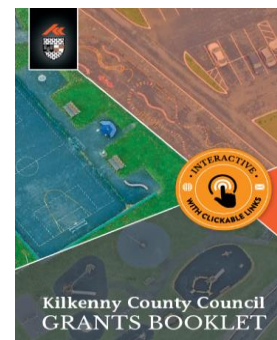 · INTERACTIVE ·
WITH CLICKABLE LINKS
Kilkenny County Council
GRANTS BOOKLET